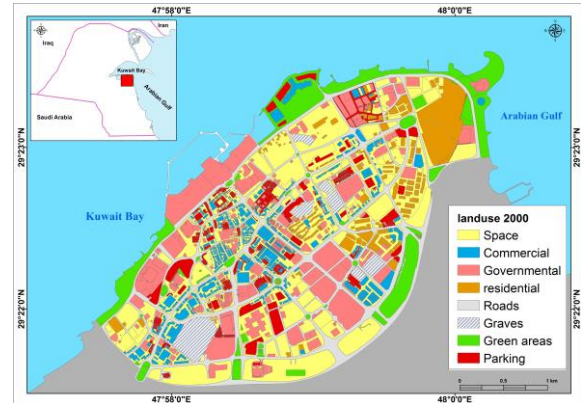 47°58'0"E
48°0'0"E
Iran
Iraq
Kuwait Bay
Arabian Gulf
Saudi Arabia
Arabian Gulf
29°23'0"N
29°23'0"N
Kuwait Bay
29°22'0"N
29°22'0"N
landuse 2000
Space
Commercial
Governmental
residential
Roads
Graves
Green areas
Parking
0 0.5 1 km
47°58'0"E
48°0'0"E